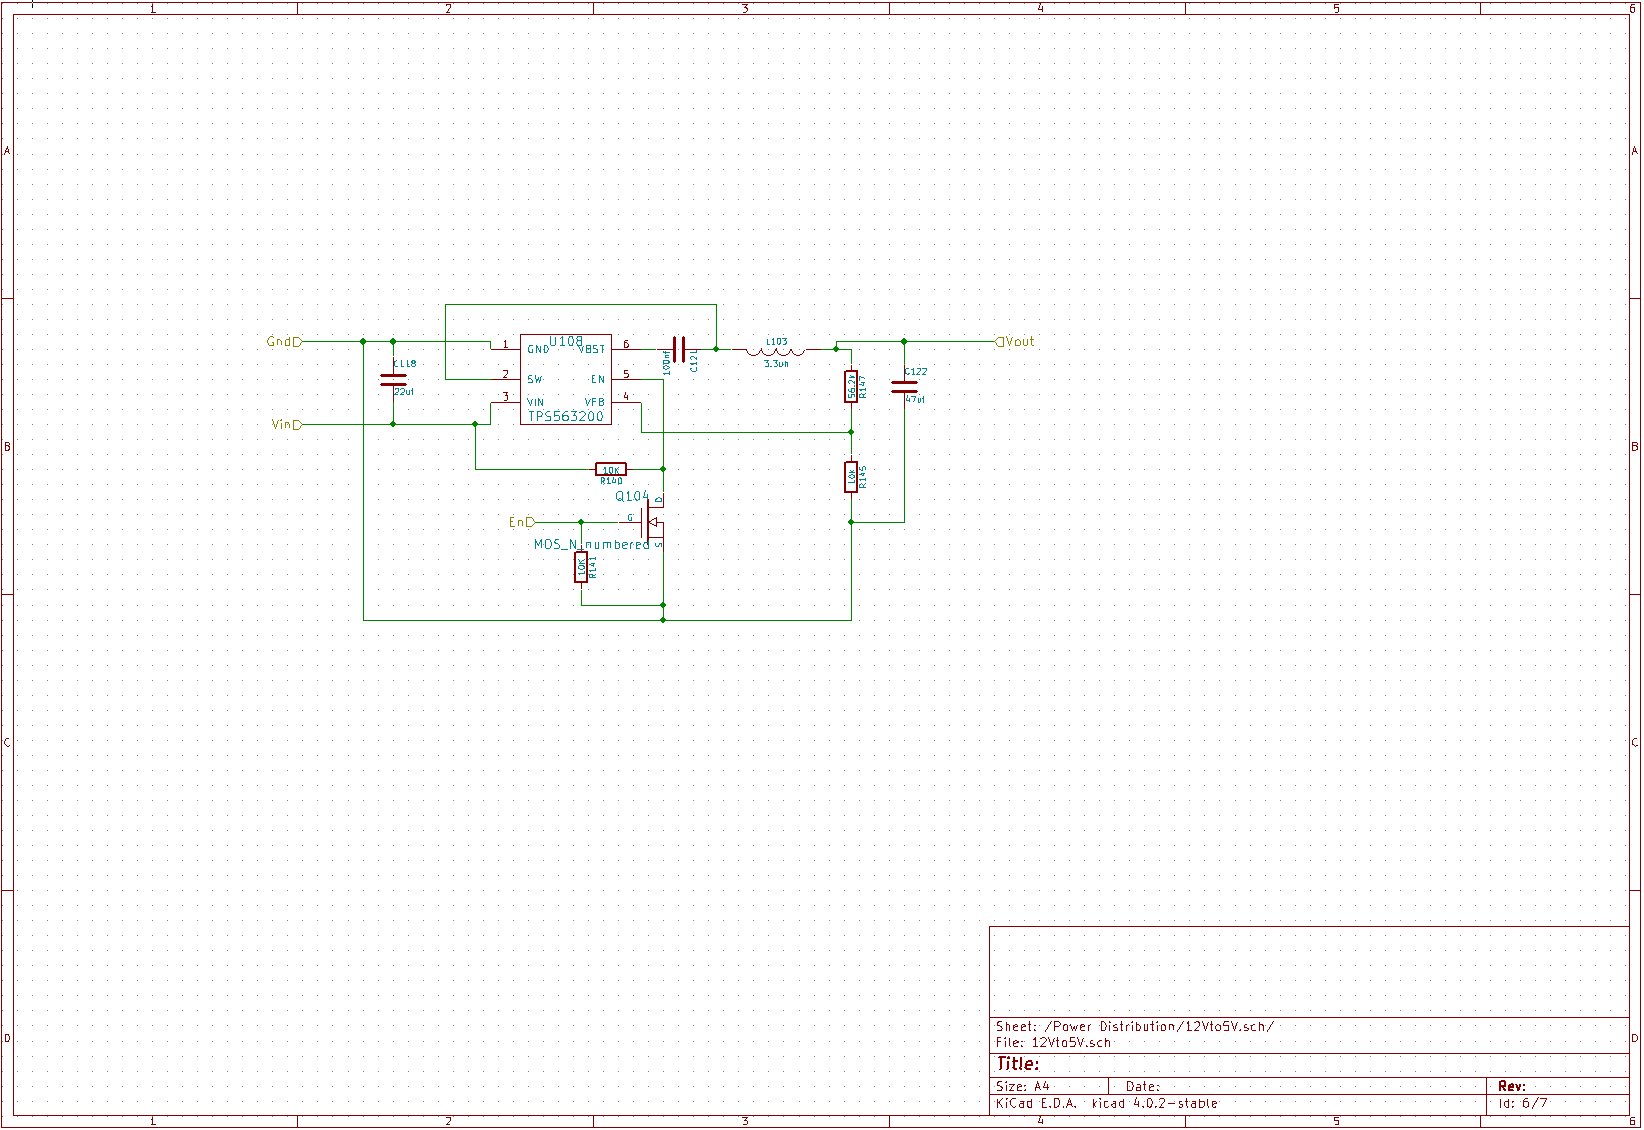 1 2 3 4 5 6
A A
Gnd
U108
1 GND VBST 6
100nf
C121
L103
3.3uh
Vout
C118
22uf
2 SW EN 5
56.2K
R147
C122
47uf
3 VIN VFB 4
TPS563200
Vin
B B
10K
R140
10K
R145
Q104
D
G
En
MOS_N_numbered
S
10K
R141
C C
Sheet: /Power Distribution/12Vto5V.sch/
D D
File: 12Vto5V.sch
Title:
Size: A4 Date: Rev:
KiCad E.D.A. kicad 4.0.2-stable Id: 6/7
1 2 3 4 5 6